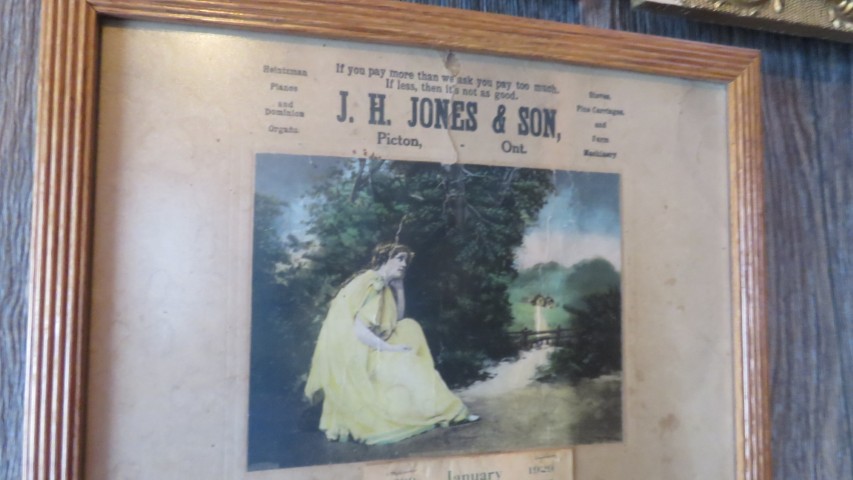 If you pay more than we ask you pay too much.
If less, then it's not as good.
J. H. JONES & SON,
Picton, - Ont.
Heintzman
Pianos
and
Dominion
Organs
Stoves
Fine Carriages
and
Farm
Machinery
January